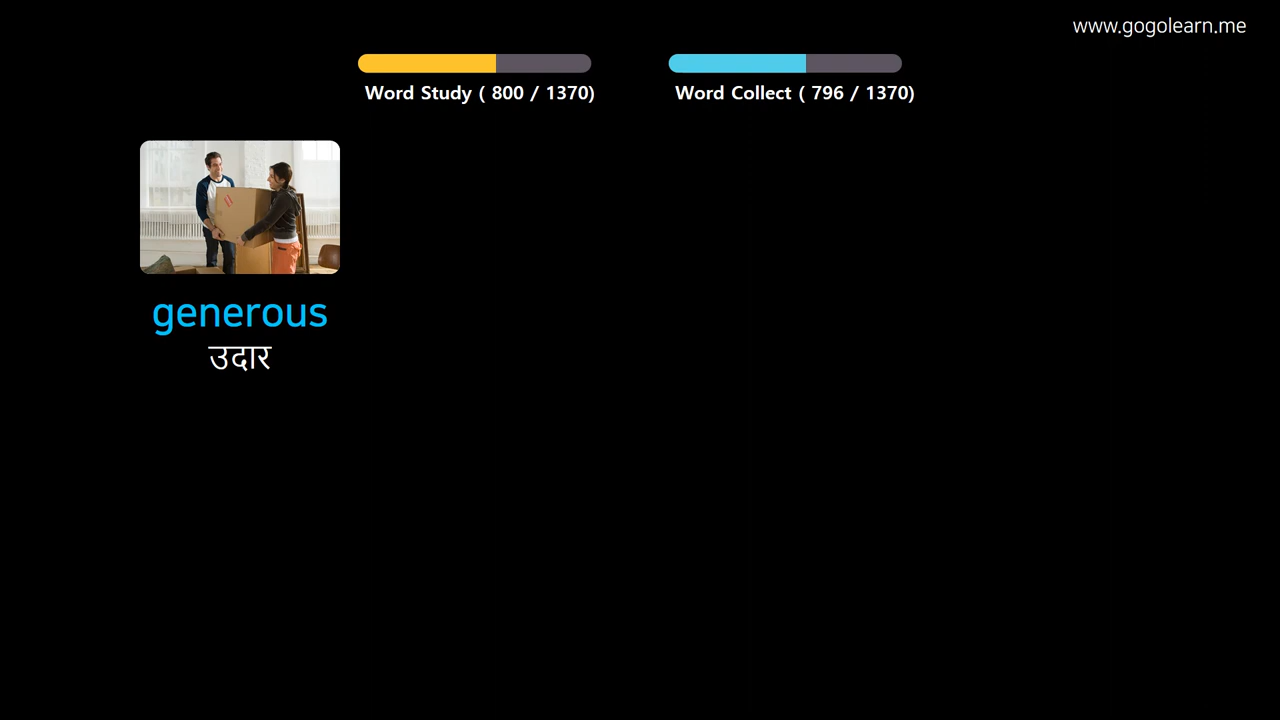 www.gogolearn.me
Word Study ( 800 / 1370)
Word Collect ( 796 / 1370)
generous
उदार